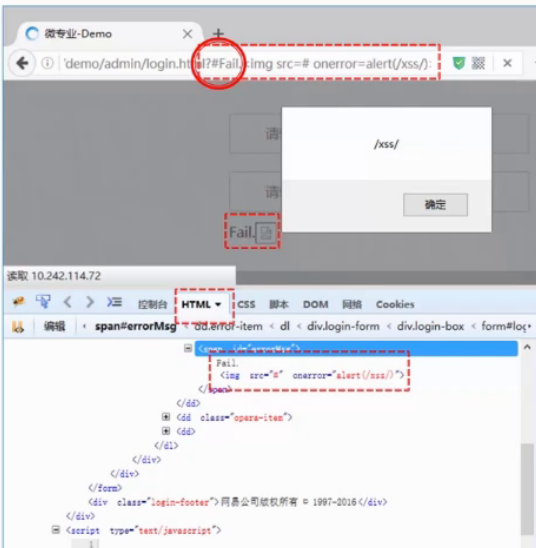 微专业-Demo
'demo/admin/login.html?#Fail.<img src=# onerror=alert(/xss/)>
请
/xss/
请
确定
Fail.
读取 10.242.114.72
控制台 HTML CSS 脚本 DOM 网络 Cookies
编辑 span#errorMsg < dd.error-item < dl < div.login-form < div.login-box < form#log
<span id="errorMsg">
Fail.
<img src="#" onerror="alert(/xss/)">
</span>
</dd>
<dd class="opera-item">
<dd>
</dl>
</div>
</div>
</form>
<div class="login-footer">网易公司版权所有 © 1997-2016</div>
</div>
<script type="text/javascript">
1